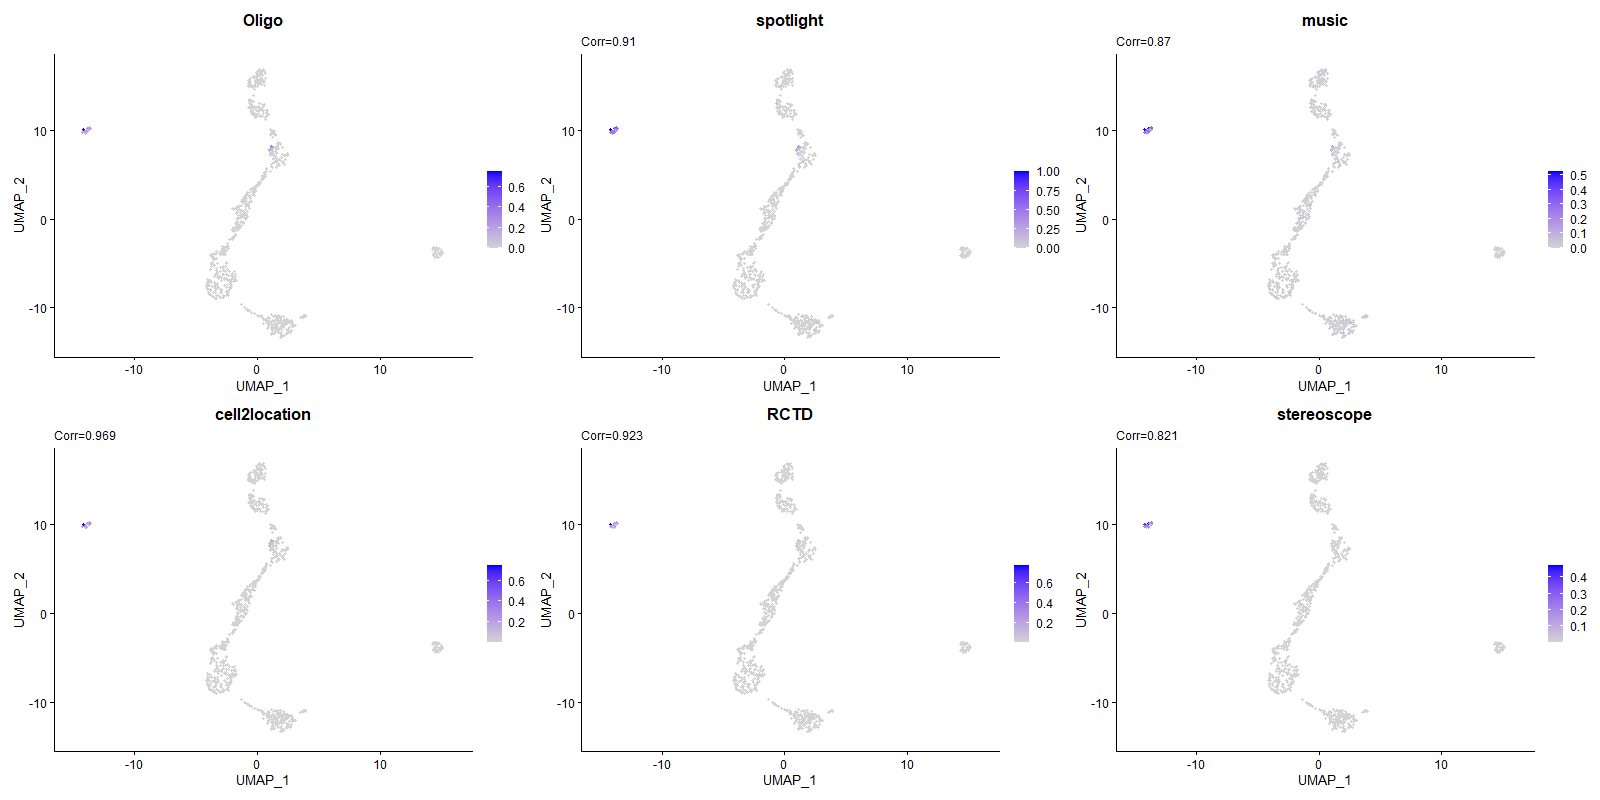 Oligo
UMAP_2
10
0
-10
-10
0
10
UMAP_1
0.6
0.4
0.2
0.0
spotlight
Corr=0.91
UMAP_2
10
0
-10
-10
0
10
UMAP_1
1.00
0.75
0.50
0.25
0.00
music
Corr=0.87
UMAP_2
10
0
-10
-10
0
10
UMAP_1
0.5
0.4
0.3
0.2
0.1
0.0
cell2location
Corr=0.969
UMAP_2
10
0
-10
-10
0
10
UMAP_1
0.6
0.4
0.2
RCTD
Corr=0.923
UMAP_2
10
0
-10
-10
0
10
UMAP_1
0.6
0.4
0.2
stereoscope
Corr=0.821
UMAP_2
10
0
-10
-10
0
10
UMAP_1
0.4
0.3
0.2
0.1